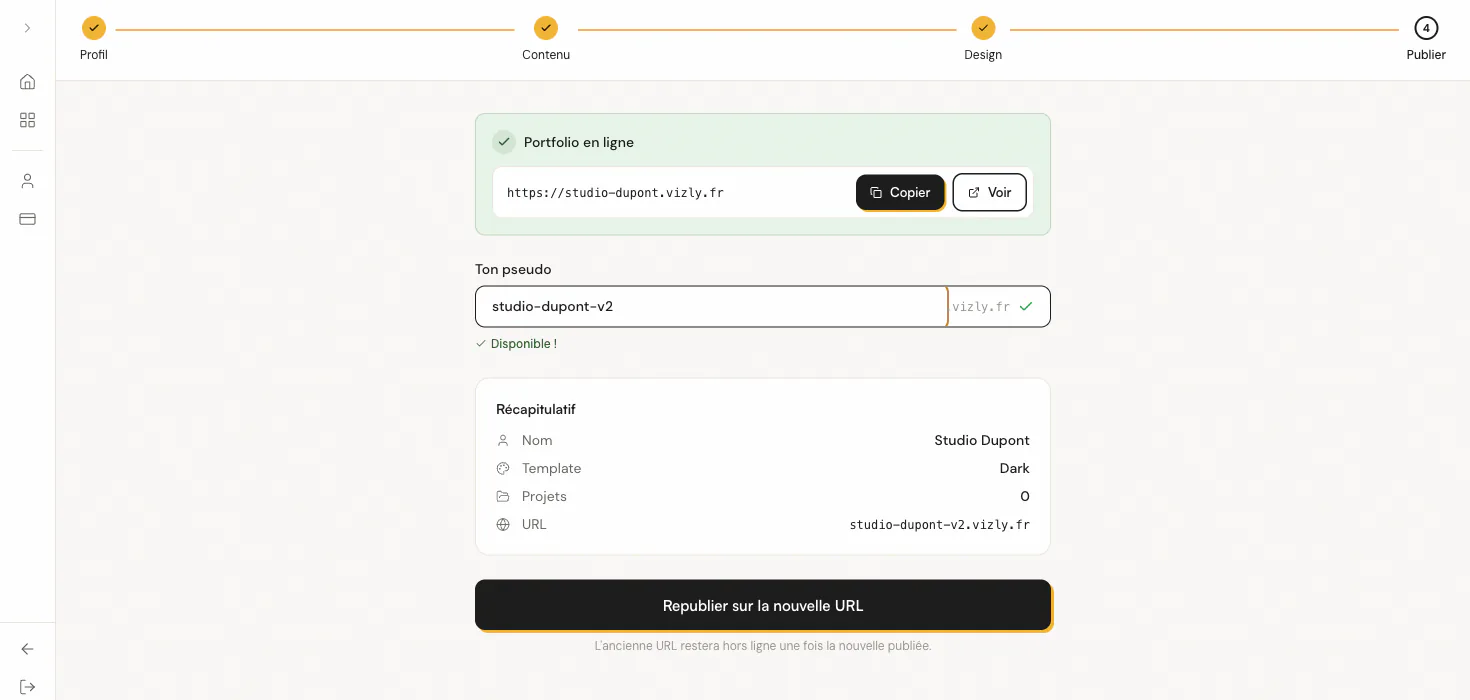 Profil
Contenu
Design
4
Publier
Portfolio en ligne
https://studio-dupont.vizly.fr
Copier
Voir
Ton pseudo
studio-dupont-v2
vizly.fr
Disponible !
Récapitulatif
Nom
Studio Dupont
Template
Dark
Projets
0
URL
studio-dupont-v2.vizly.fr
Republier sur la nouvelle URL
L'ancienne URL restera hors ligne une fois la nouvelle publiée.